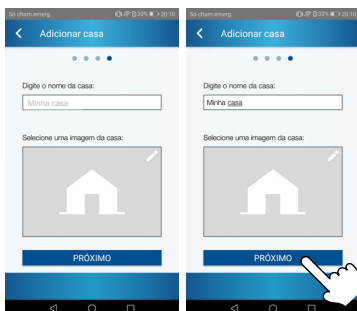 Só cham.emerg. 33% 20:10
Adicionar casa
Digite o nome da casa:
Minha casa
Selecione uma imagem da casa:
PRÓXIMO
Só cham.emerg. 33% 20:10
Adicionar casa
Digite o nome da casa:
Minha casa
Selecione uma imagem da casa:
PRÓXIMO